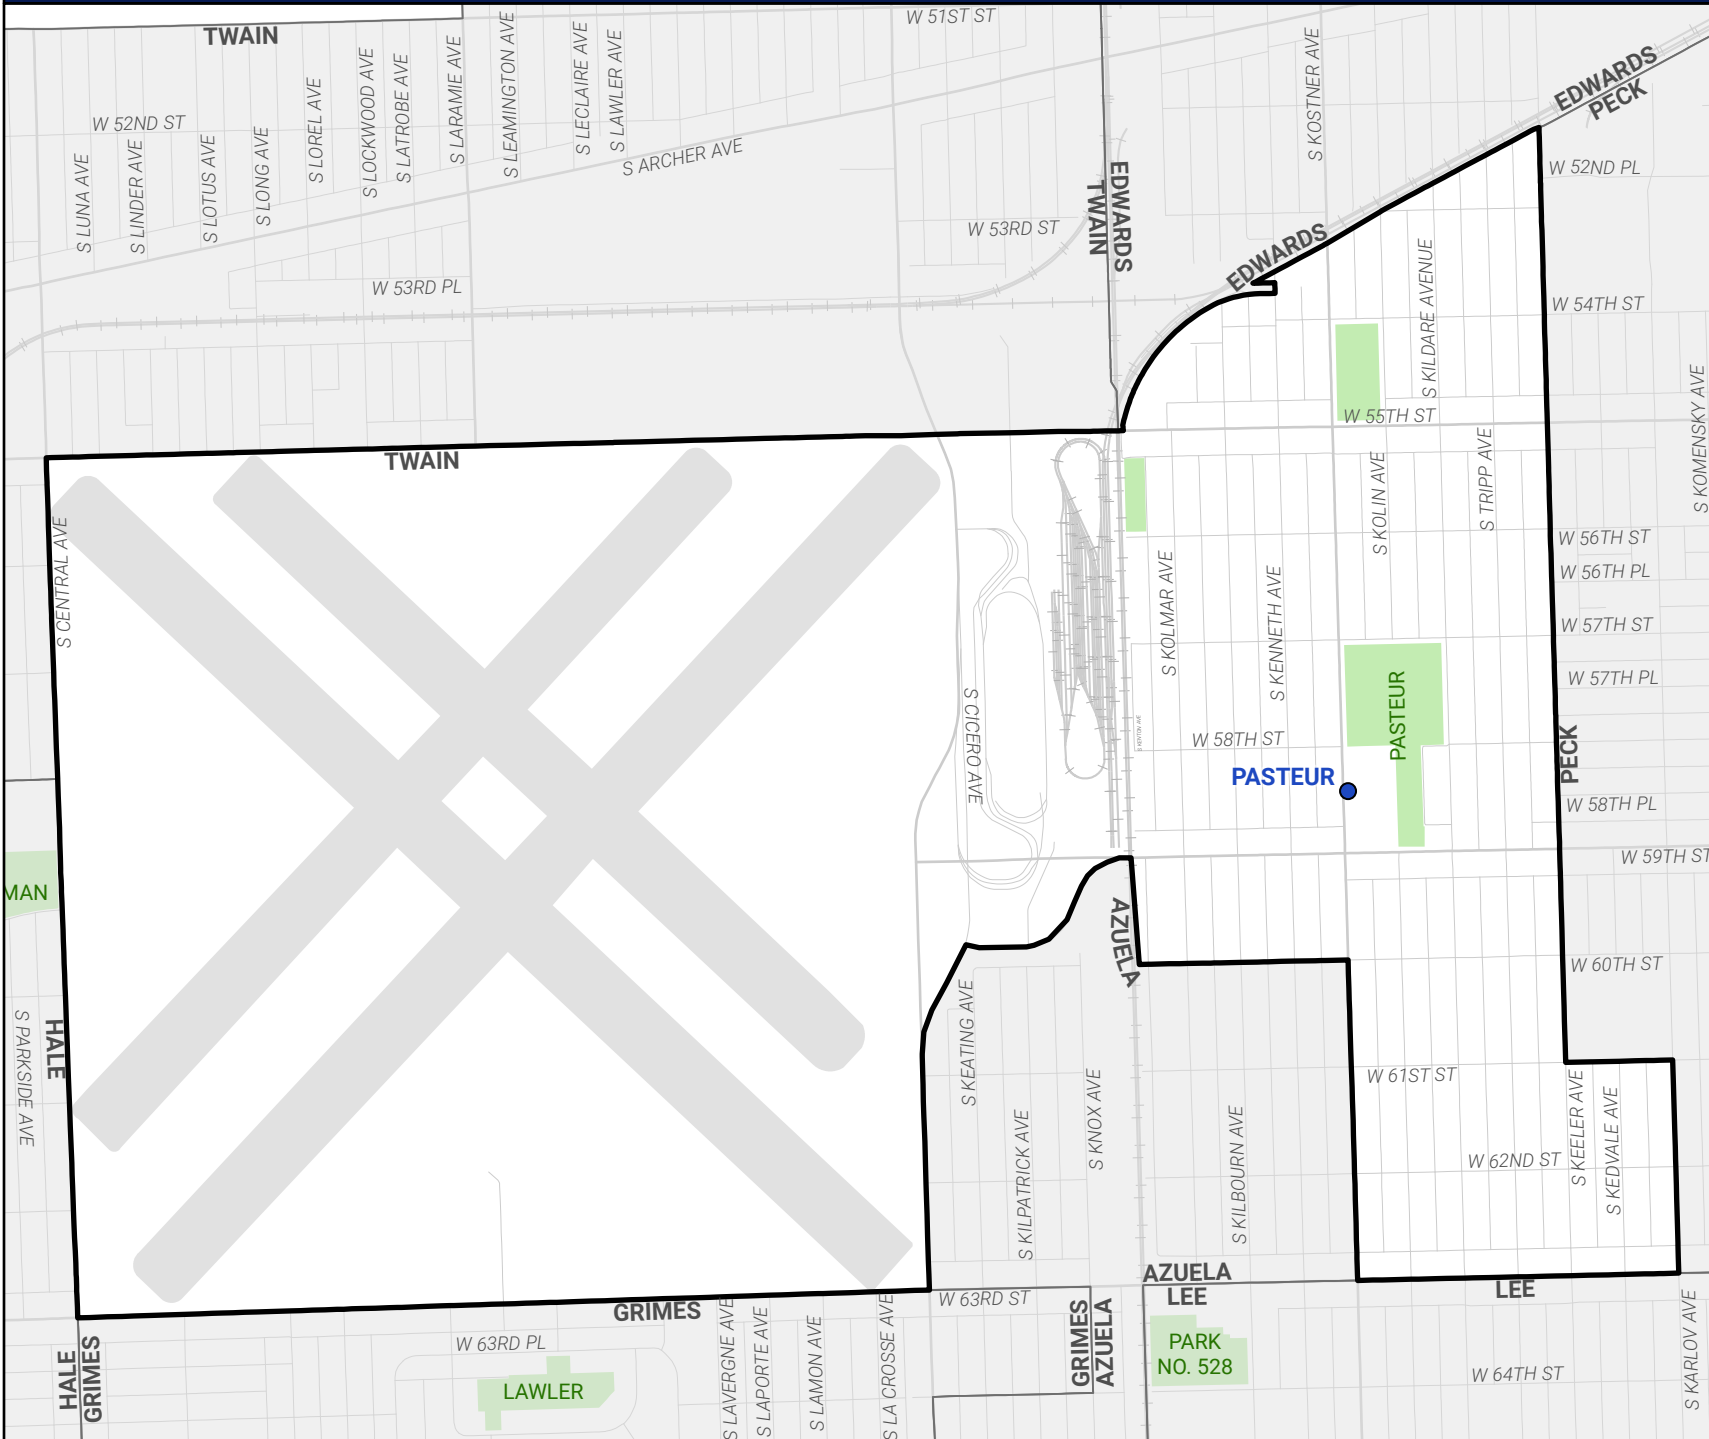 W 51ST ST
TWAIN
S LUNA AVE
S LINDER AVE
S LOTUS AVE
S LONG AVE
S LOREL AVE
S LOCKWOOD AVE
S LATROBE AVE
S LARAMIE AVE
S LEAMINGTON AVE
S LECLAIRE AVE
S LAWLER AVE
S KOSTNER AVE
EDWARDS
PECK
W 52ND ST
S ARCHER AVE
W 52ND PL
EDWARDS
TWAIN
W 53RD ST
EDWARDS
W 53RD PL
S KILDARE AVENUE
W 54TH ST
W 55TH ST
S KOMENSKY AVE
TWAIN
S CENTRAL AVE
S KOLIN AVE
S TRIPP AVE
W 56TH ST
W 56TH PL
S KOLMAR AVE
S KENNETH AVE
W 57TH ST
W 57TH PL
PASTEUR
S CICERO AVE
S KENTON AVE
W 58TH ST
PECK
PASTEUR
W 58TH PL
W 59TH ST
MAN
AZUELA
W 60TH ST
S PARKSIDE AVE
HALE
S KEATING AVE
S KNOX AVE
S KILPATRICK AVE
S KILBOURN AVE
W 61ST ST
S KEELER AVE
S KEDVALE AVE
W 62ND ST
AZUELA
LEE
LEE
W 63RD ST
GRIMES
S LAVERGNE AVE
S LAPORTE AVE
S LAMON AVE
S LA CROSSE AVE
GRIMES
AZUELA
S KARLOV AVE
HALE
GRIMES
W 63RD PL
LAWLER
PARK
NO. 528
W 64TH ST